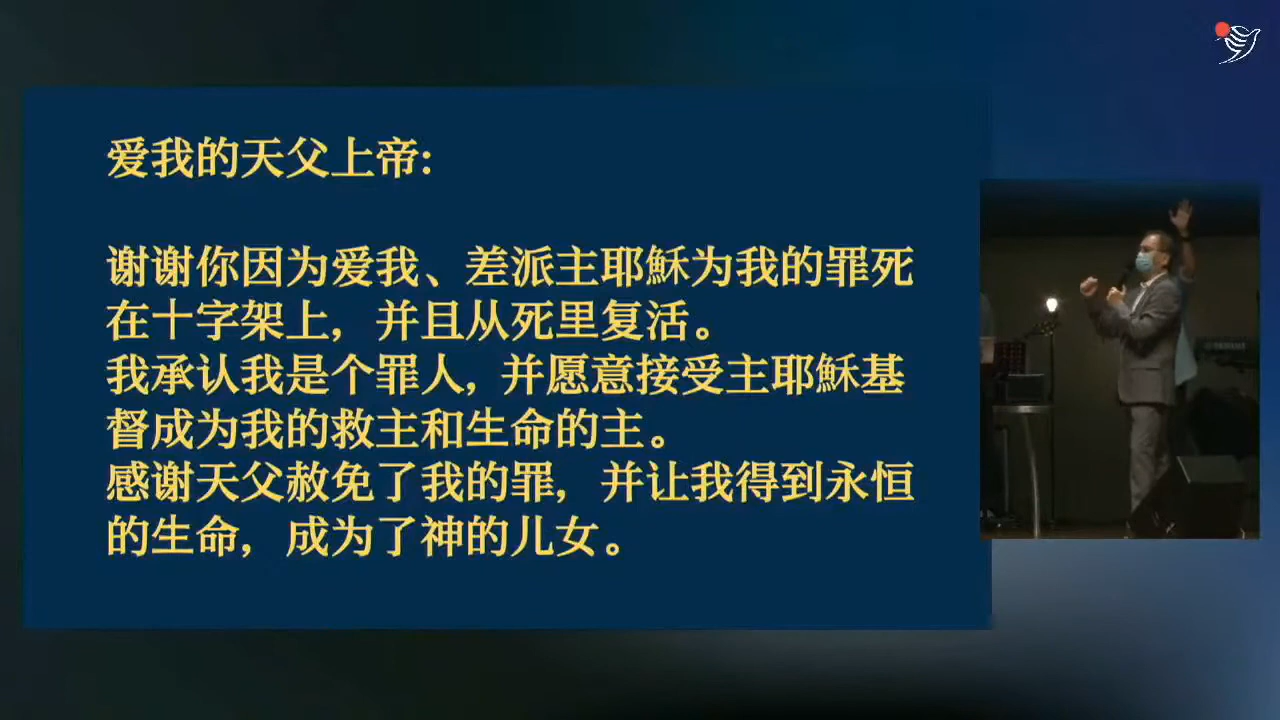 爱我的天父上帝:
谢谢你因为爱我、差派主耶穌为我的罪死
在十字架上，并且从死里复活。
我承认我是个罪人，并愿意接受主耶穌基
督成为我的救主和生命的主。
感谢天父赦免了我的罪，并让我得到永恒
的生命，成为了神的儿女。